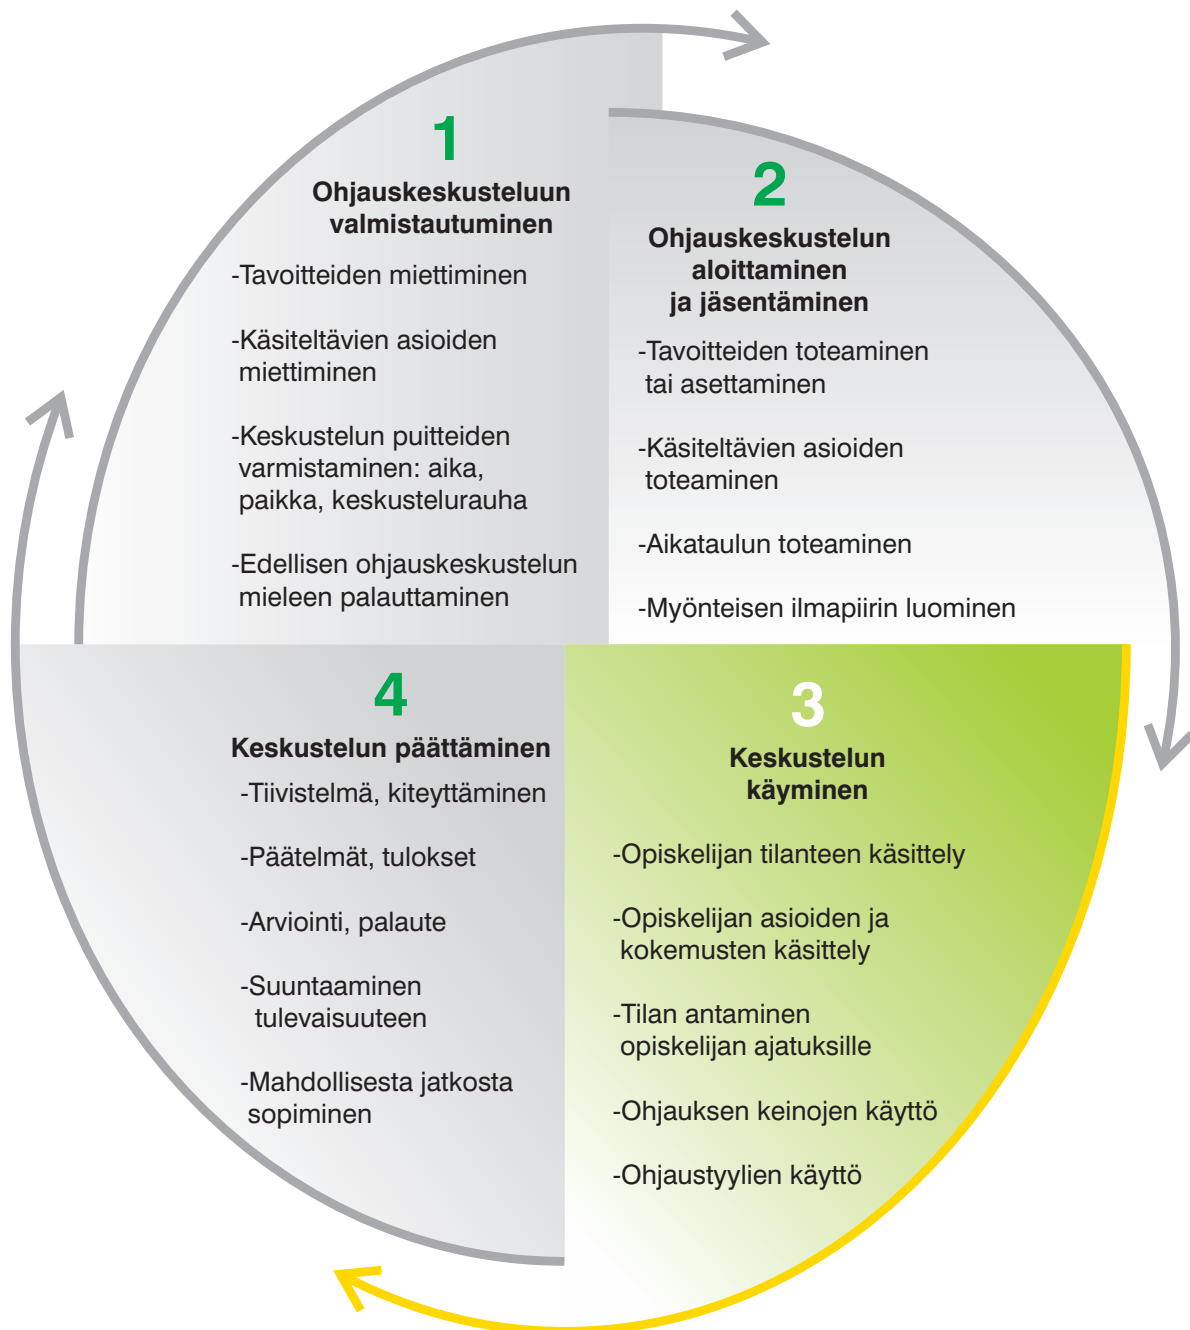 1
Ohjauskeskusteluun
valmistautuminen
-Tavoitteiden miettiminen
-Käsiteltävien asioiden
miettiminen
-Keskustelun puitteiden
varmistaminen: aika,
paikka, keskustelurauha
-Edellisen ohjauskeskustelun
mieleen palauttaminen
2
Ohjauskeskustelun
aloittaminen
ja jäsentäminen
-Tavoitteiden toteaminen
tai asettaminen
-Käsiteltävien asioiden
toteaminen
-Aikataulun toteaminen
-Myönteisen ilmapiirin luominen
3
Keskustelun
käyminen
-Opiskelijan tilanteen käsittely
-Opiskelijan asioiden ja
kokemusten käsittely
-Tilan antaminen
opiskelijan ajatuksille
-Ohjauksen keinojen käyttö
-Ohjaustyylien käyttö
4
Keskustelun päättäminen
-Tiivistelmä, kiteyttäminen
-Päätelmät, tulokset
-Arviointi, palaute
-Suuntaaminen
tulevaisuuteen
-Mahdollisesta jatkosta
sopiminen